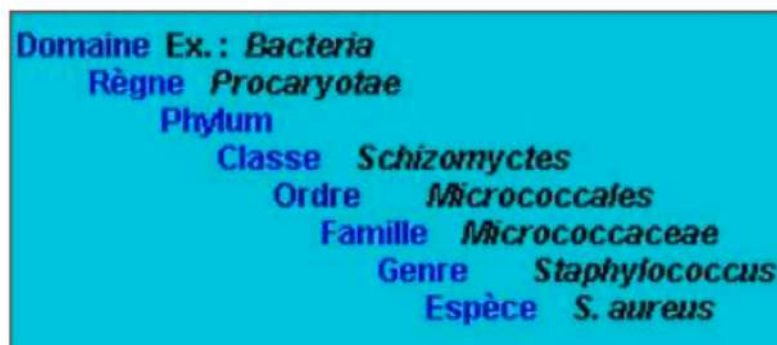 Domaine Ex.: Bacteria
Règne Procaryotae
Phylum
Classe Schizomyctes
Ordre Micrococcales
Famille Micrococcaceae
Genre Staphylococcus
Espèce S. aureus